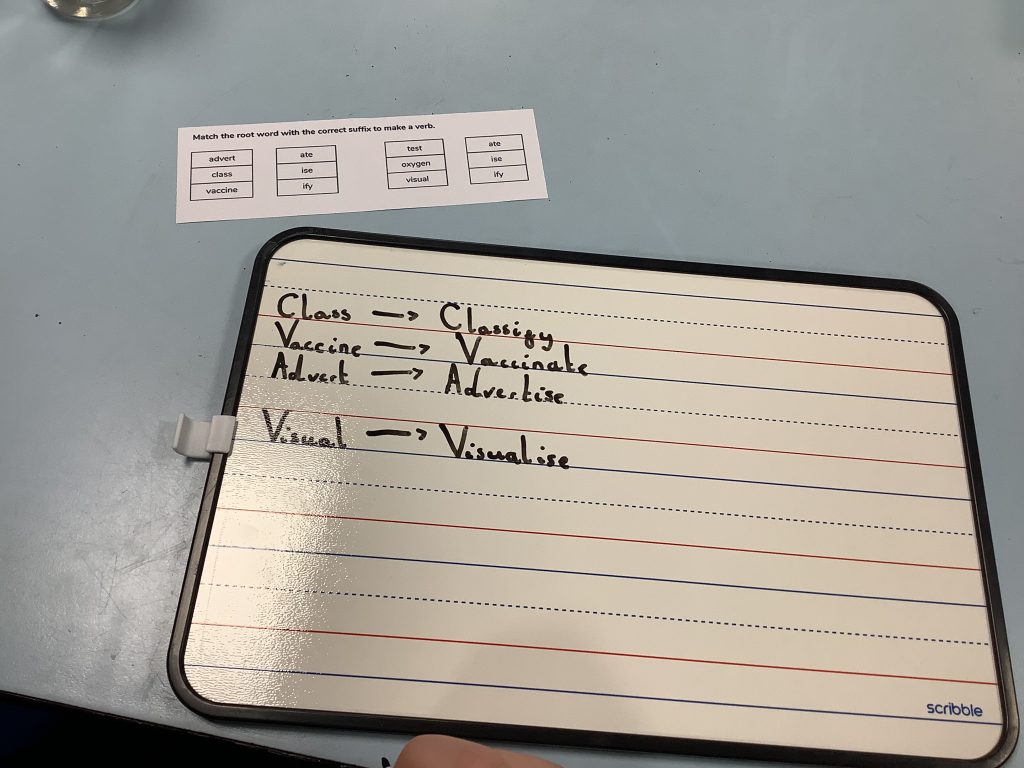 Match the root word with the correct suffix to make a verb.
advert
class
vaccine
ate
ise
ify
test
oxygen
visual
ate
ise
ify
Class → Classify
Vaccine → Vaccinate
Advert → Advertise
Visual → Visualise
scribble